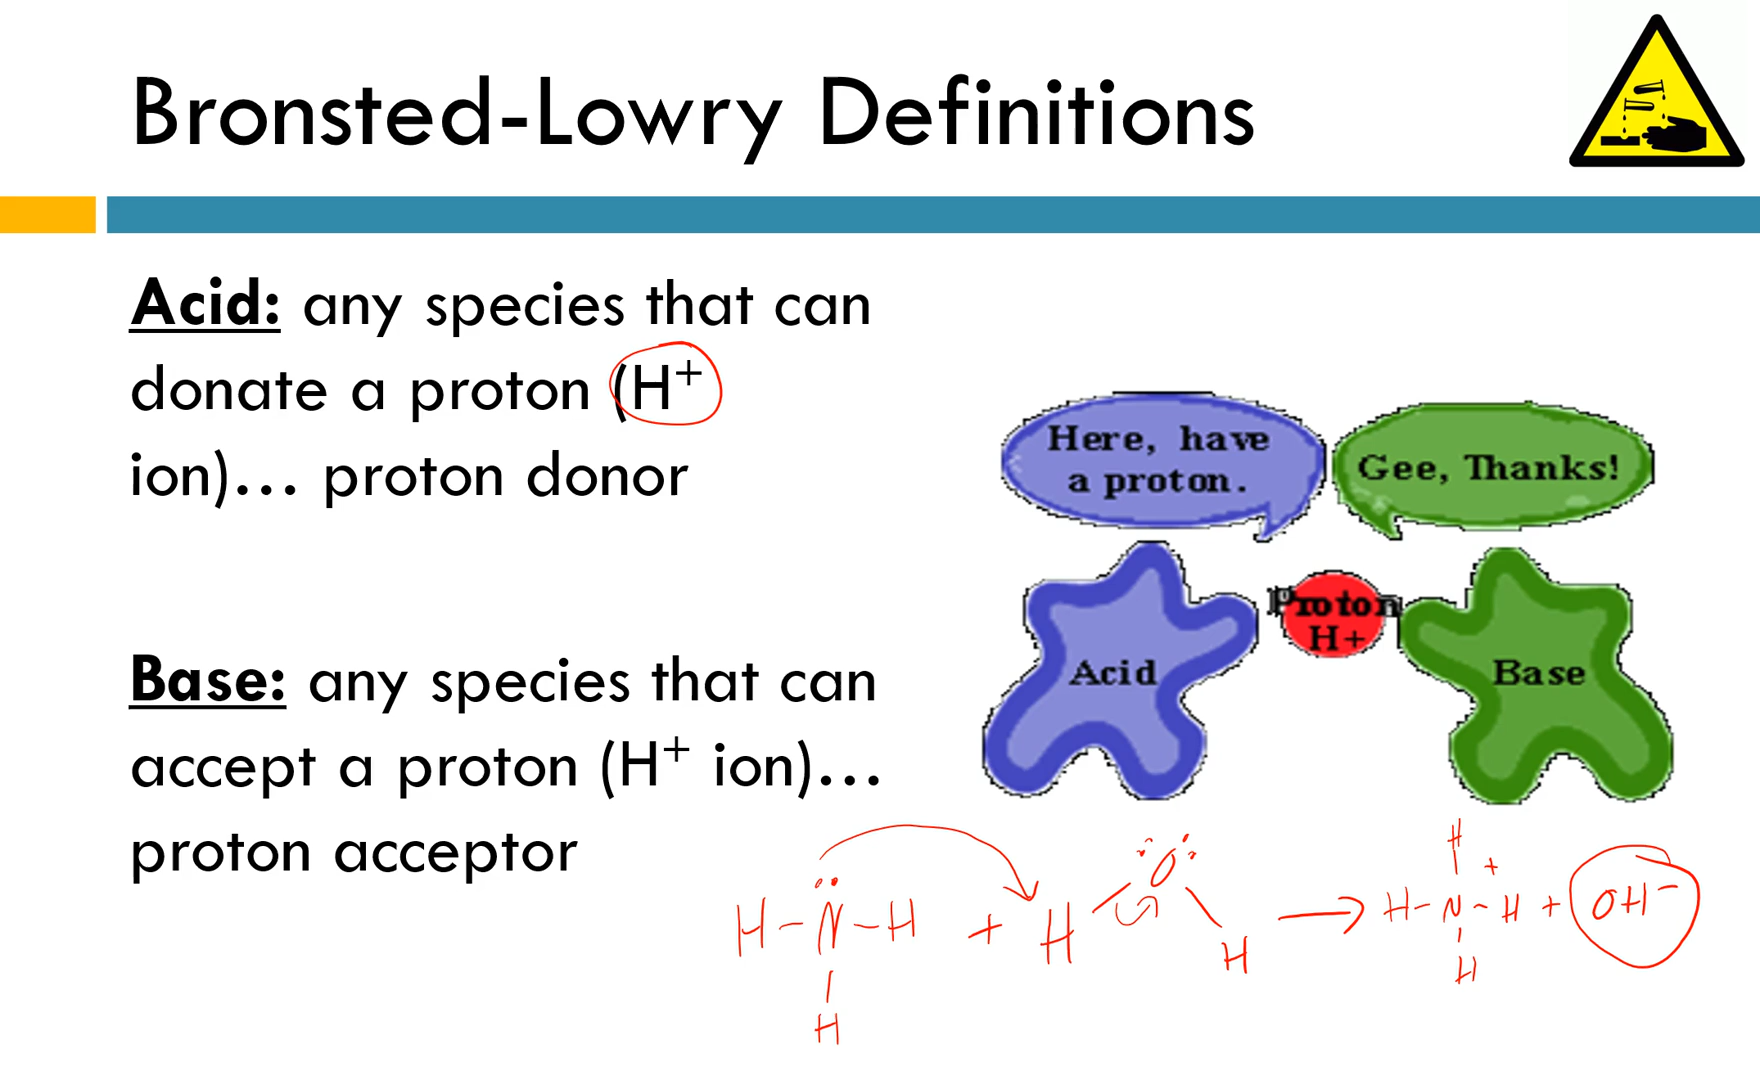 Bronsted-Lowry Definitions
Acid: any species that can
donate a proton (H⁺
ion)… proton donor
Here, have
a proton.
Gee, Thanks!
Proton
H+
Acid
Base
Base: any species that can
accept a proton (H⁺ ion)…
proton acceptor
H
+
O
H-N-H + H → H-N-H + OH⁻
H
H
H